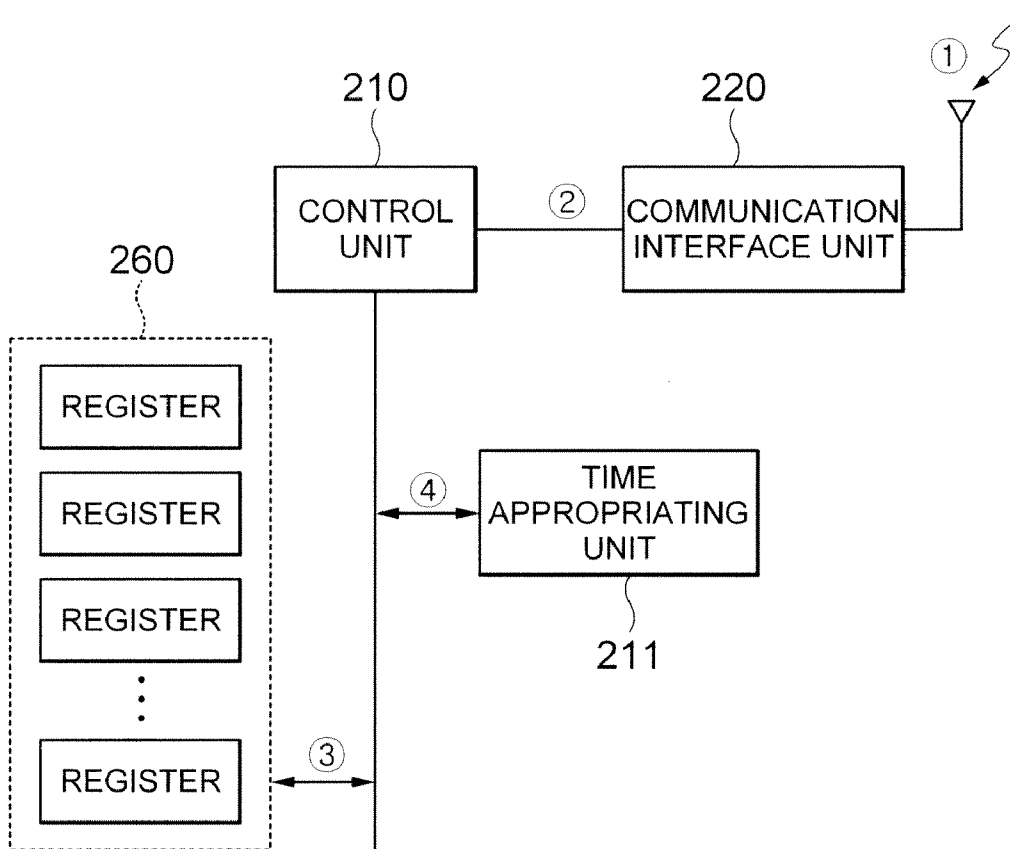 ①
210
220
CONTROL
UNIT
②
COMMUNICATION
INTERFACE UNIT
260
REGISTER
REGISTER
REGISTER
REGISTER
③
④
TIME
APPROPRIATING
UNIT
211